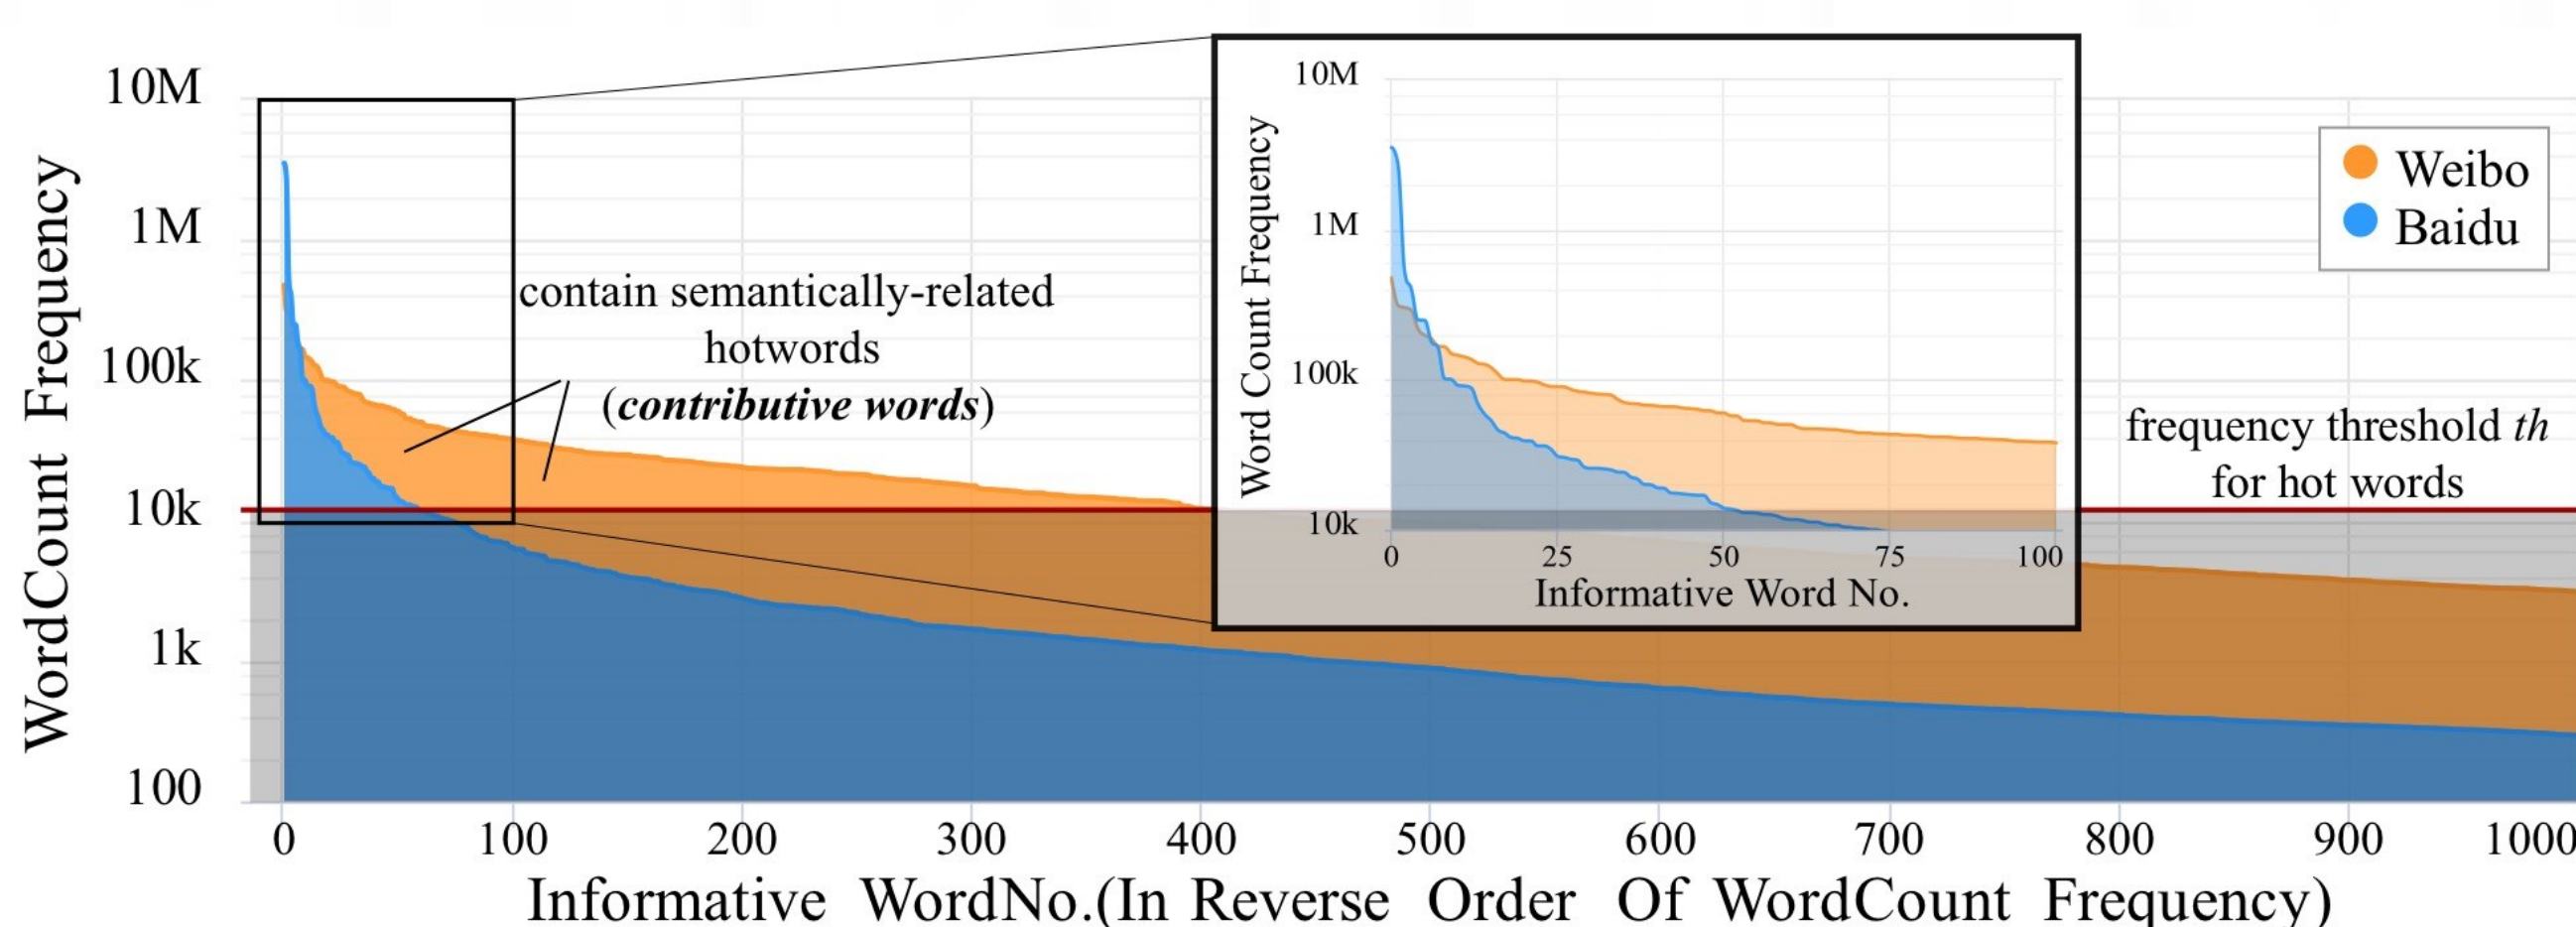 10M
1M
100k
10k
1k
100
WordCount Frequency
0 100 200 300 400 500 600 700 800 900 1000
Informative WordNo.(In Reverse Order Of WordCount Frequency)
contain semantically-related
hotwords
(contributive words)
10M
1M
100k
10k
Word Count Frequency
0 25 50 75 100
Informative Word No.
Weibo
Baidu
frequency threshold th
for hot words